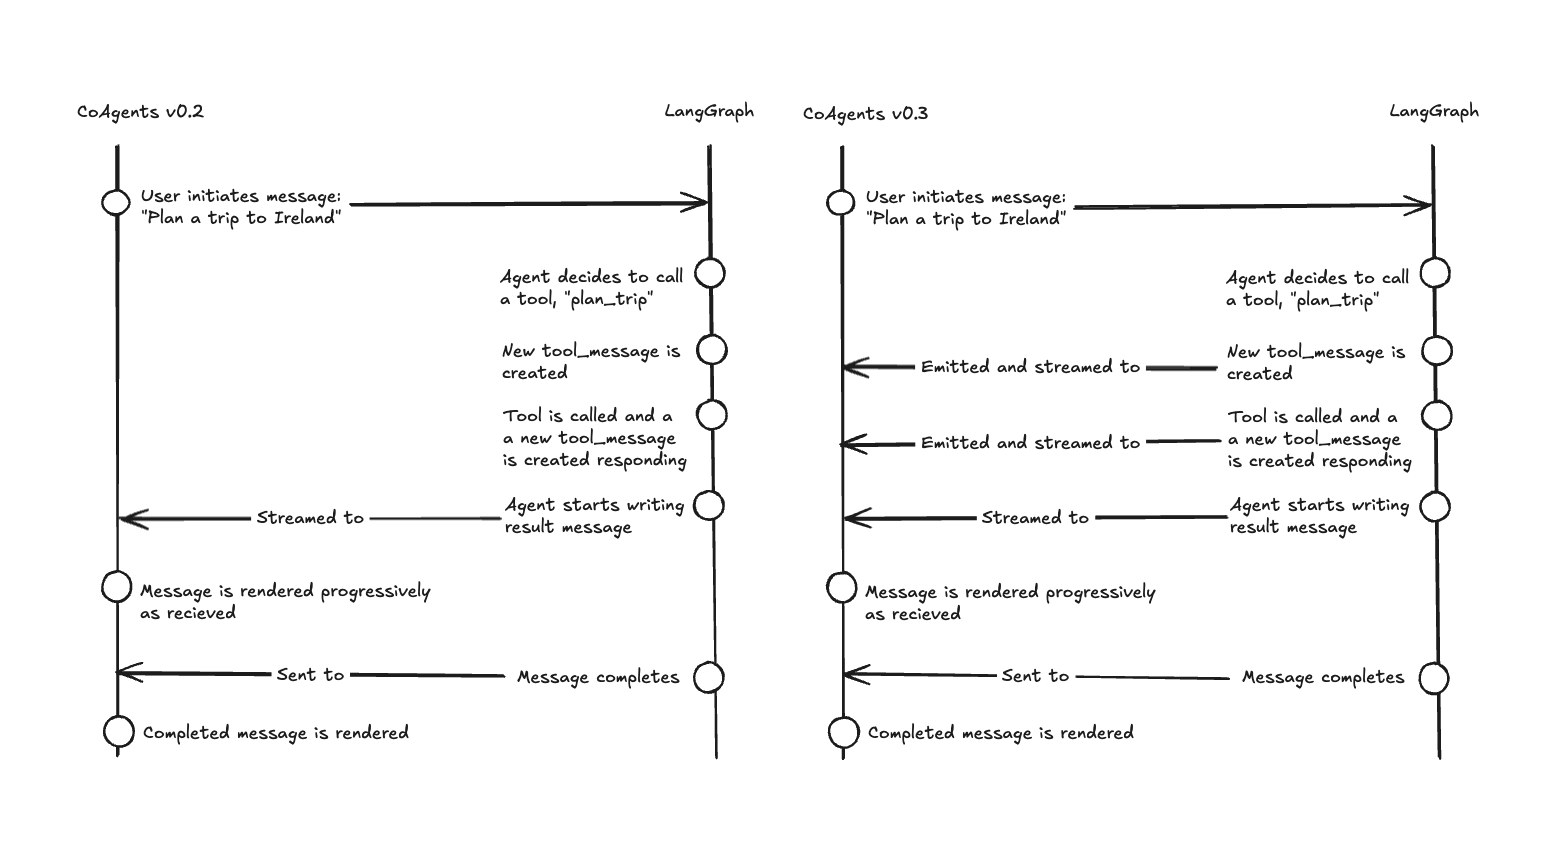 CoAgents v0.2
LangGraph
User initiates message:
"Plan a trip to Ireland"
Agent decides to call
a tool, "plan_trip"
New tool_message is
created
Tool is called and a
a new tool_message
is created responding
Streamed to
Agent starts writing
result message
Message is rendered progressively
as recieved
Sent to
Message completes
Completed message is rendered
CoAgents v0.3
LangGraph
User initiates message:
"Plan a trip to Ireland"
Agent decides to call
a tool, "plan_trip"
Emitted and streamed to
New tool_message is
created
Emitted and streamed to
Tool is called and a
a new tool_message
is created responding
Streamed to
Agent starts writing
result message
Message is rendered progressively
as recieved
Sent to
Message completes
Completed message is rendered